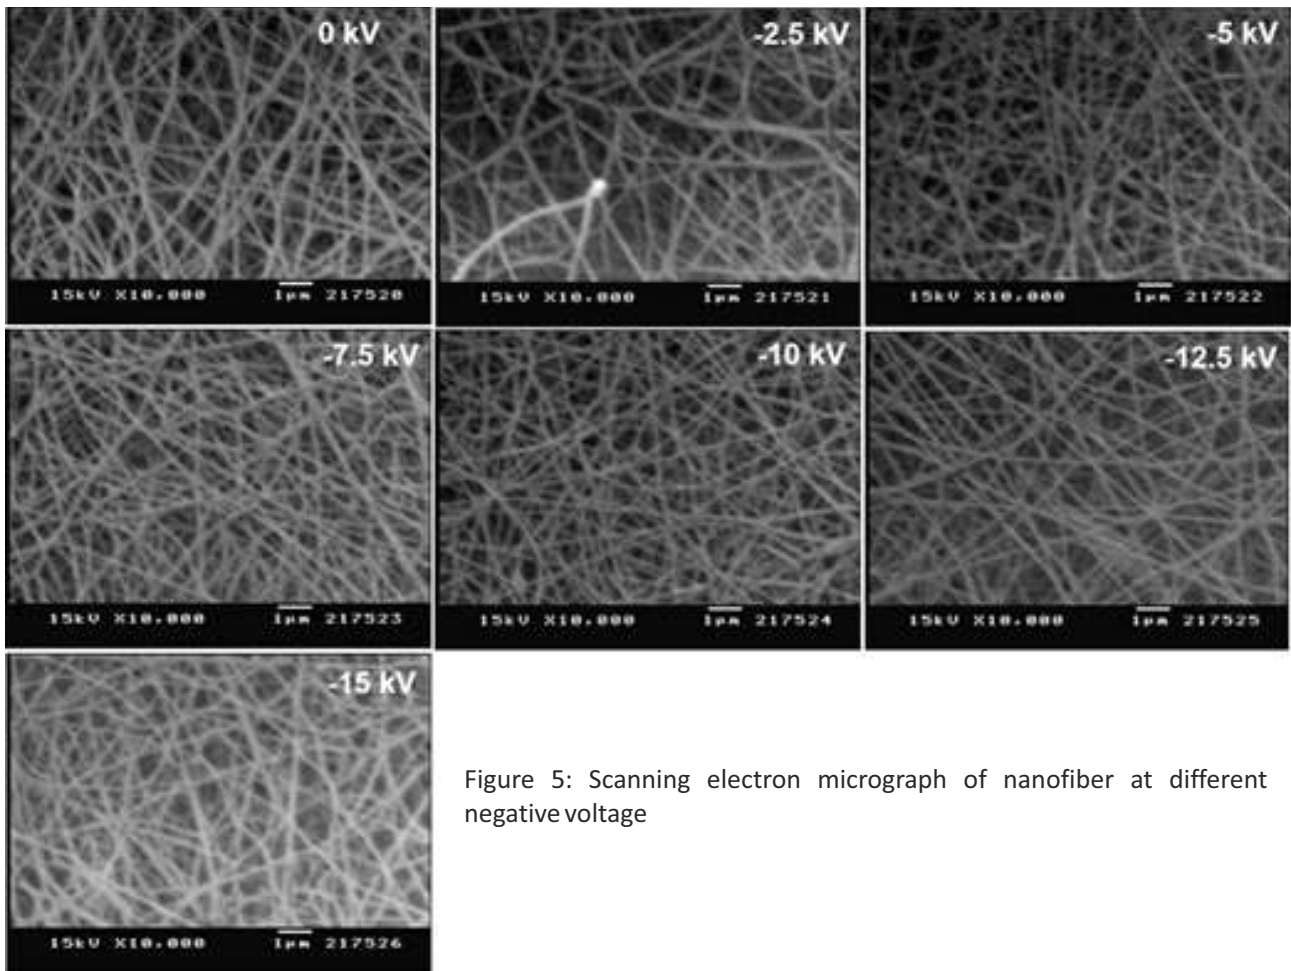 0 kV
15kV X10,000 1µm 217520
-2.5 kV
15kV X10,000 1µm 217521
-5 kV
15kV X10,000 1µm 217522
-7.5 kV
15kV X10,000 1µm 217523
-10 kV
15kV X10,000 1µm 217524
-12.5 kV
15kV X10,000 1µm 217525
-15 kV
15kV X10,000 1µm 217526
Figure 5: Scanning electron micrograph of nanofiber at different
negative voltage